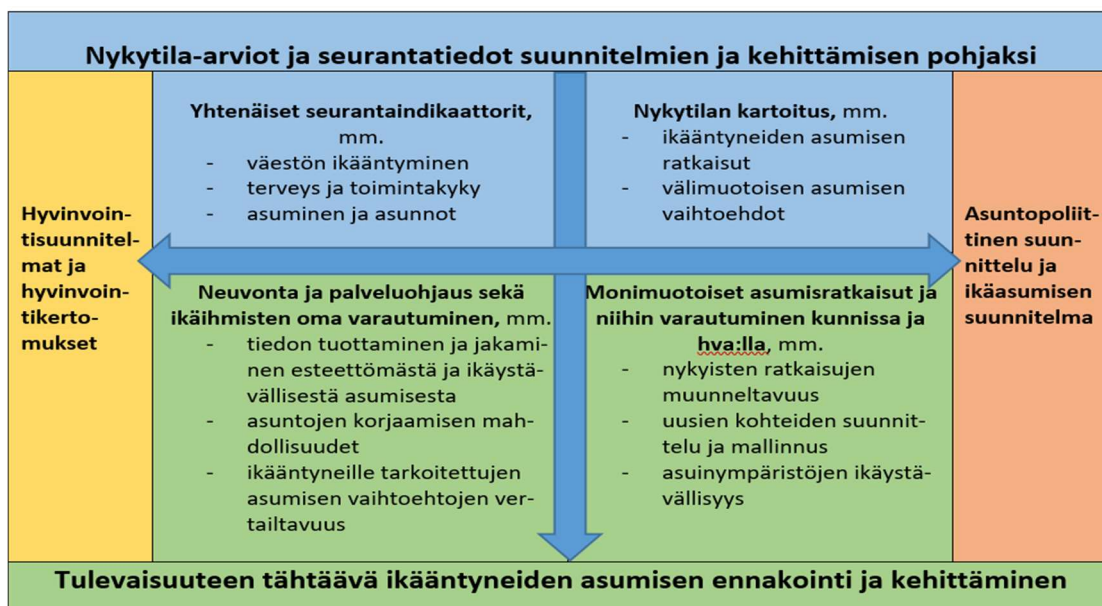 Nykytila-arviot ja seurantatiedot suunnitelmien ja kehittämisen pohjaksi
Hyvinvoin-
tisuunnitel-
mat ja
hyvinvoin-
tikerto-
mukset
Yhtenäiset seurantaindikaattorit,
mm.
- väestön ikääntyminen
- terveys ja toimintakyky
- asuminen ja asunnot
Nykytilan kartoitus, mm.
- ikääntyneiden asumisen
ratkaisut
- välimuotoisen asumisen
vaihtoehdot
Neuvonta ja palveluohjaus sekä
ikäihmisten oma varautuminen, mm.
- tiedon tuottaminen ja jakami-
nen esteettömästä ja ikäystä-
vällisestä asumisesta
- asuntojen korjaamisen mah-
dollisuudet
- ikääntyneille tarkoitettujen
asumisen vaihtoehtojen ver-
tailtavuus
Monimuotoiset asumisratkaisut ja
niihin varautuminen kunnissa ja
hva:lla, mm.
- nykyisten ratkaisujen
muunneltavuus
- uusien kohteiden suunnit-
telu ja mallinnus
- asuinympäristöjen ikäystä-
vällisyys
Asuntopoliit-
tinen suun-
nittelu ja
ikäasumisen
suunnitelma
Tulevaisuuteen tähtäävä ikääntyneiden asumisen ennakointi ja kehittäminen